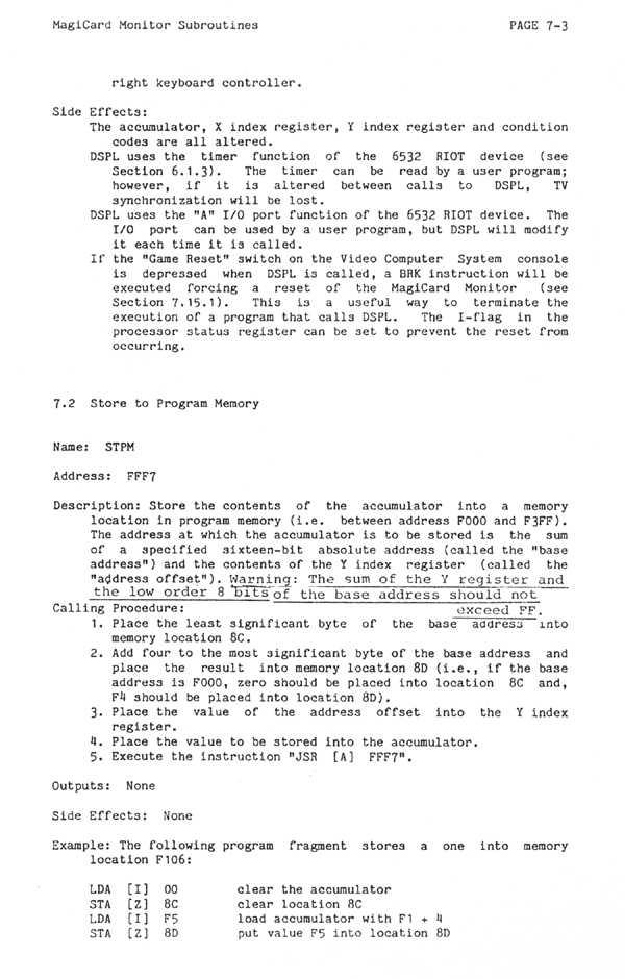 MagiCard Monitor Subroutines PAGE 7-3
right keyboard controller.
Side Effects:
The accumulator, X index register, Y index register and condition
codes are all altered.
DSPL uses the timer function of the 6532 RIOT device (see
Section 6.1.3). The timer can be read by a user program;
however, if it is altered between calls to DSPL, TV
synchronization will be lost.
DSPL uses the "A" I/O port function of the 6532 RIOT device. The
I/O port can be used by a user program, but DSPL will modify
it each time it is called.
If the "Game Reset" switch on the Video Computer System console
is depressed when DSPL is called, a BRK instruction will be
executed forcing a reset of the MagiCard Monitor (see
Section 7.15.1). This is a useful way to terminate the
execution of a program that calls DSPL. The I-flag in the
processor status register can be set to prevent the reset from
occurring.
7.2 Store to Program Memory
Name: STPM
Address: FFF7
Description: Store the contents of the accumulator into a memory
location in program memory (i.e. between address F000 and F3FF).
The address at which the accumulator is to be stored is the sum
of a specified sixteen-bit absolute address (called the "base
address") and the contents of the Y index register (called the
"address offset"). Warning: The sum of the Y register and
the low order 8 bits of the base address should not
Calling Procedure: exceed FF.
1. Place the least significant byte of the base address into
memory location 8C.
2. Add four to the most significant byte of the base address and
place the result into memory location 8D (i.e., if the base
address is F000, zero should be placed into location 8C and,
F4 should be placed into location 8D).
3. Place the value of the address offset into the Y index
register.
4. Place the value to be stored into the accumulator.
5. Execute the instruction "JSR [A] FFF7".
Outputs: None
Side Effects: None
Example: The following program fragment stores a one into memory
location F106:
LDA [I] 00 clear the accumulator
STA [Z] 8C clear location 8C
LDA [I] F5 load accumulator with F1 + 4
STA [Z] 8D put value F5 into location 8D